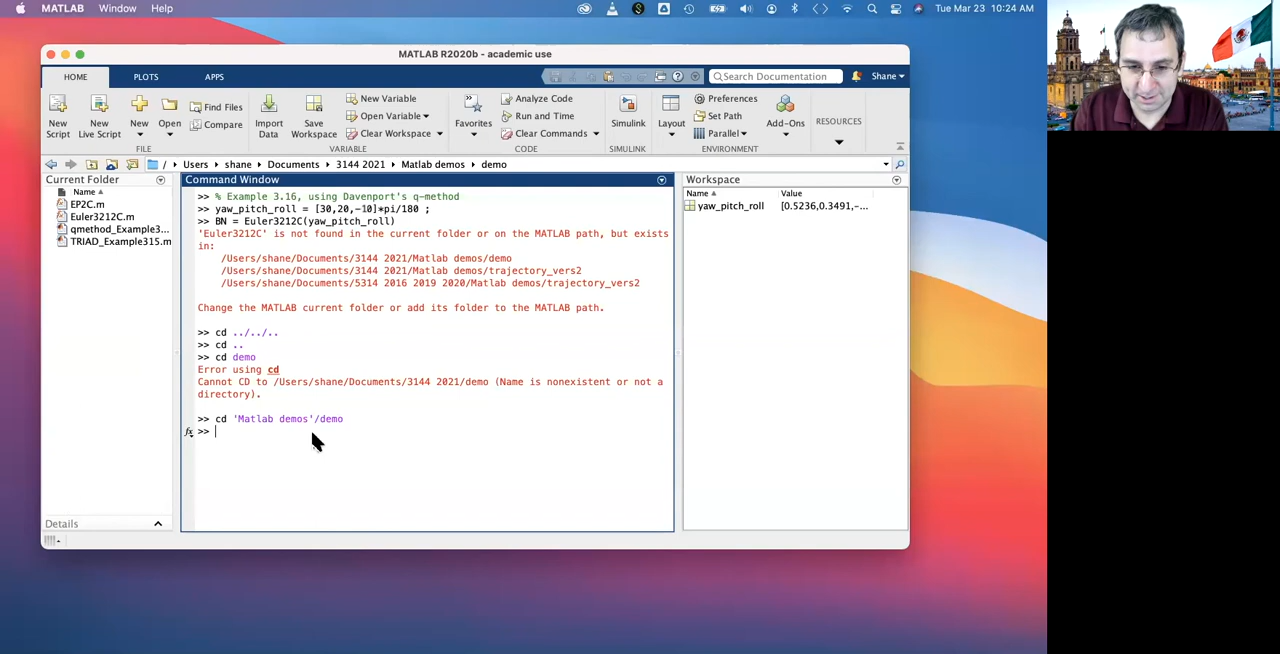 MATLAB Window Help
Tue Mar 23 10:24 AM
MATLAB R2020b - academic use
HOME PLOTS APPS
Search Documentation
Shane
New Script
New Live Script
New
Open
Find Files
Compare
Import Data
Save Workspace
New Variable
Open Variable
Clear Workspace
Favorites
Analyze Code
Run and Time
Clear Commands
Simulink
Layout
Preferences
Set Path
Parallel
Add-Ons
RESOURCES
FILE VARIABLE CODE SIMULINK ENVIRONMENT
/ Users shane Documents 3144 2021 Matlab demos demo
Current Folder
Name
EP2C.m
Euler3212C.m
qmethod_Example3...
TRIAD_Example315.m
Details
Command Window
>> % Example 3.16, using Davenport's q-method
>> yaw_pitch_roll = [30,20,-10]*pi/180 ;
>> BN = Euler3212C(yaw_pitch_roll)
'Euler3212C' is not found in the current folder or on the MATLAB path, but exists
in:
/Users/shane/Documents/3144 2021/Matlab demos/demo
/Users/shane/Documents/3144 2021/Matlab demos/trajectory_vers2
/Users/shane/Documents/5314 2016 2019 2020/Matlab demos/trajectory_vers2
Change the MATLAB current folder or add its folder to the MATLAB path.
>> cd ../../..
>> cd ..
>> cd demo
Error using cd
Cannot CD to /Users/shane/Documents/3144 2021/demo (Name is nonexistent or not a
directory).
>> cd 'Matlab demos'/demo
fx >>
Workspace
Name Value
yaw_pitch_roll [0.5236,0.3491,-...